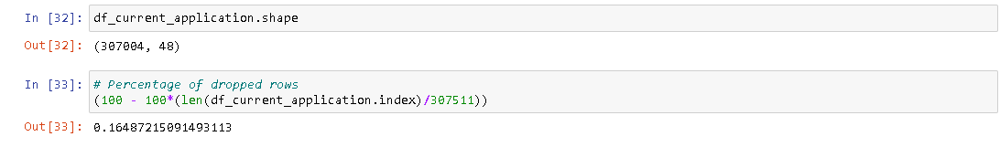 In [32]: df_current_application.shape
Out[32]: (307004, 48)
In [33]: # Percentage of dropped rows
(100 - 100*(len(df_current_application.index)/307511))
Out[33]: 0.16487215091493113